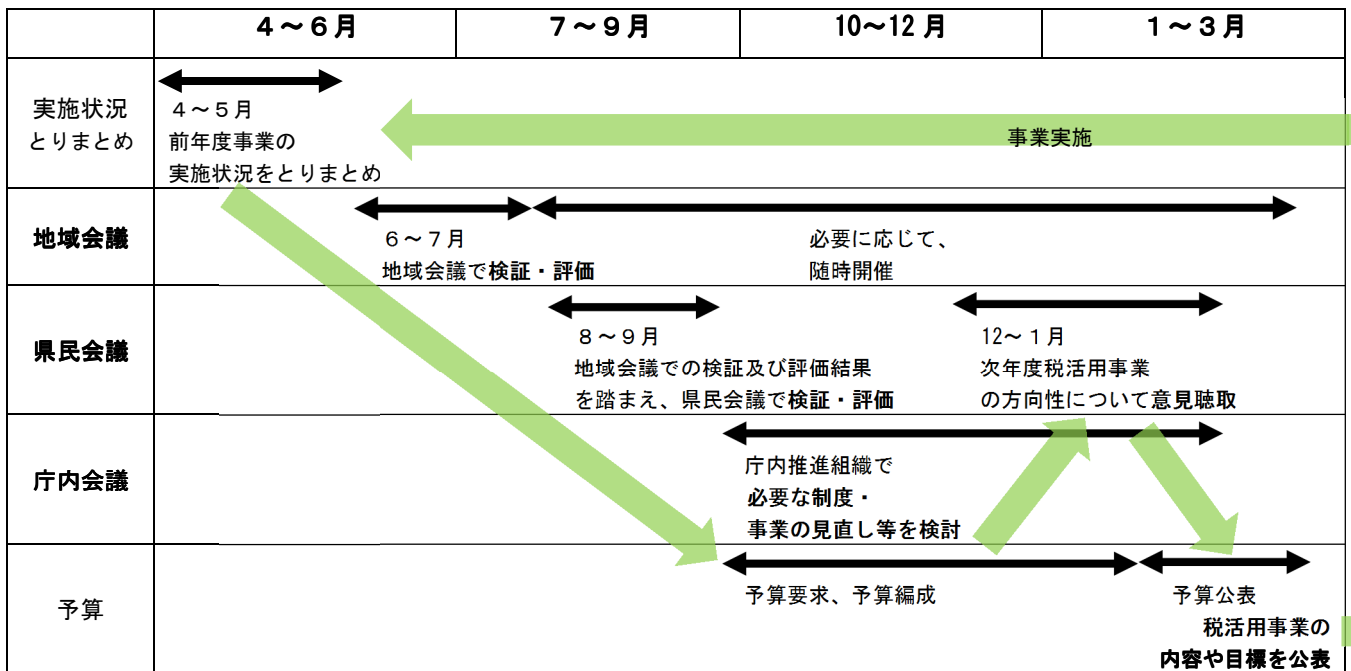 ４～６月
７～９月
10～12 月
１～３月
実施状況
とりまとめ
４～５月
前年度事業の
実施状況をとりまとめ
事業実施
地域会議
６～７月
地域会議で検証・評価
必要に応じて、
随時開催
県民会議
８～９月
地域会議での検証及び評価結果
を踏まえ、県民会議で検証・評価
12～１月
次年度税活用事業
の方向性について意見聴取
庁内会議
庁内推進組織で
必要な制度・
事業の見直し等を検討
予算
予算要求、予算編成
予算公表
税活用事業の
内容や目標を公表